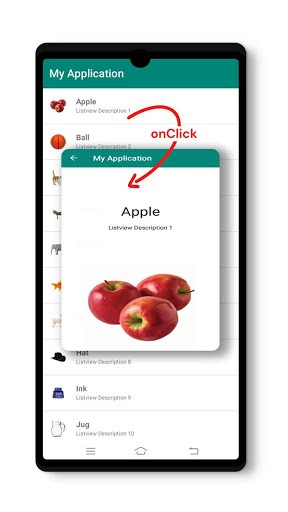 My Application
Apple
Listview Description 1
onClick
Ball
Listview Description 2
← My Application
Apple
Listview Description 1
Hat
Listview Description 8
Ink
Listview Description 9
Jug
Listview Description 10